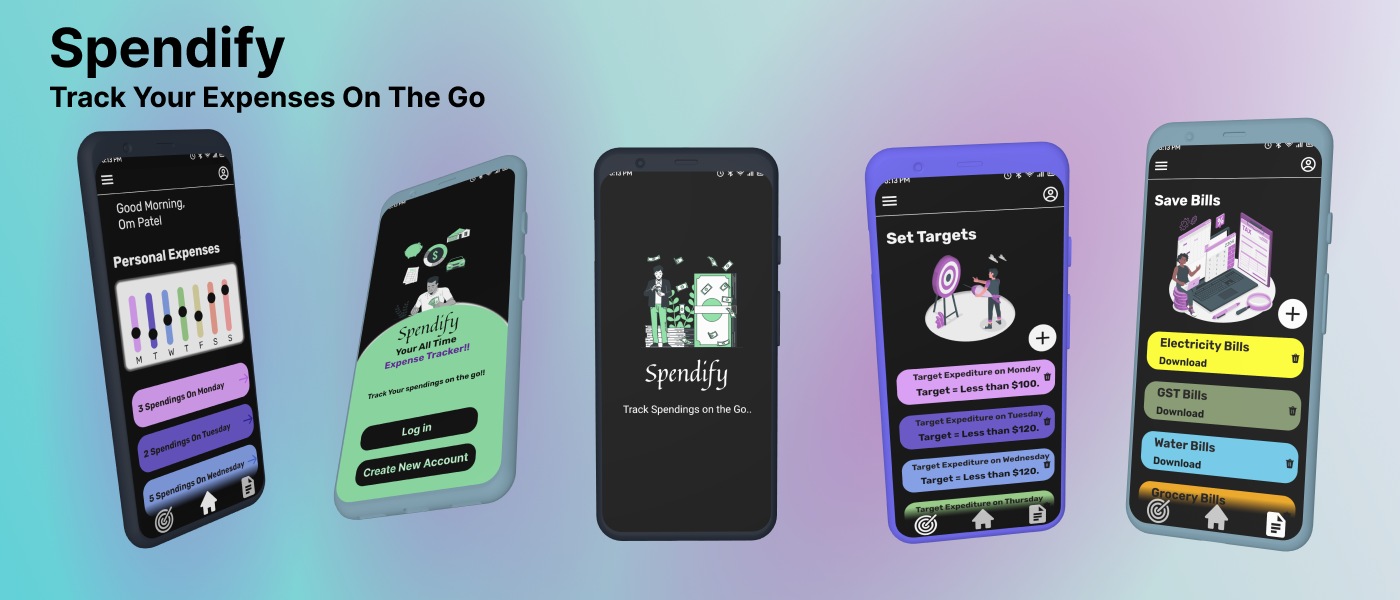 Spendify
Track Your Expenses On The Go
Good Morning,
Om Patel
Personal Expenses
M T W T F S S
3 Spendings On Monday
2 Spendings On Tuesday
5 Spendings On Wednesday
$
Spendify
Your All Time
Expense Tracker!!
Track Your spendings on the go!!
Log in
Create New Account
Spendify
Track Spendings on the Go..
Set Targets
+
Target Expediture on Monday
Target = Less than $100.
Target Expediture on Tuesday
Target = Less than $120.
Target Expediture on Wednesday
Target = Less than $120.
Target Expediture on Thursday
Save Bills
%
TAX
+
Electricity Bills
Download
GST Bills
Download
Water Bills
Download
Grocery Bills